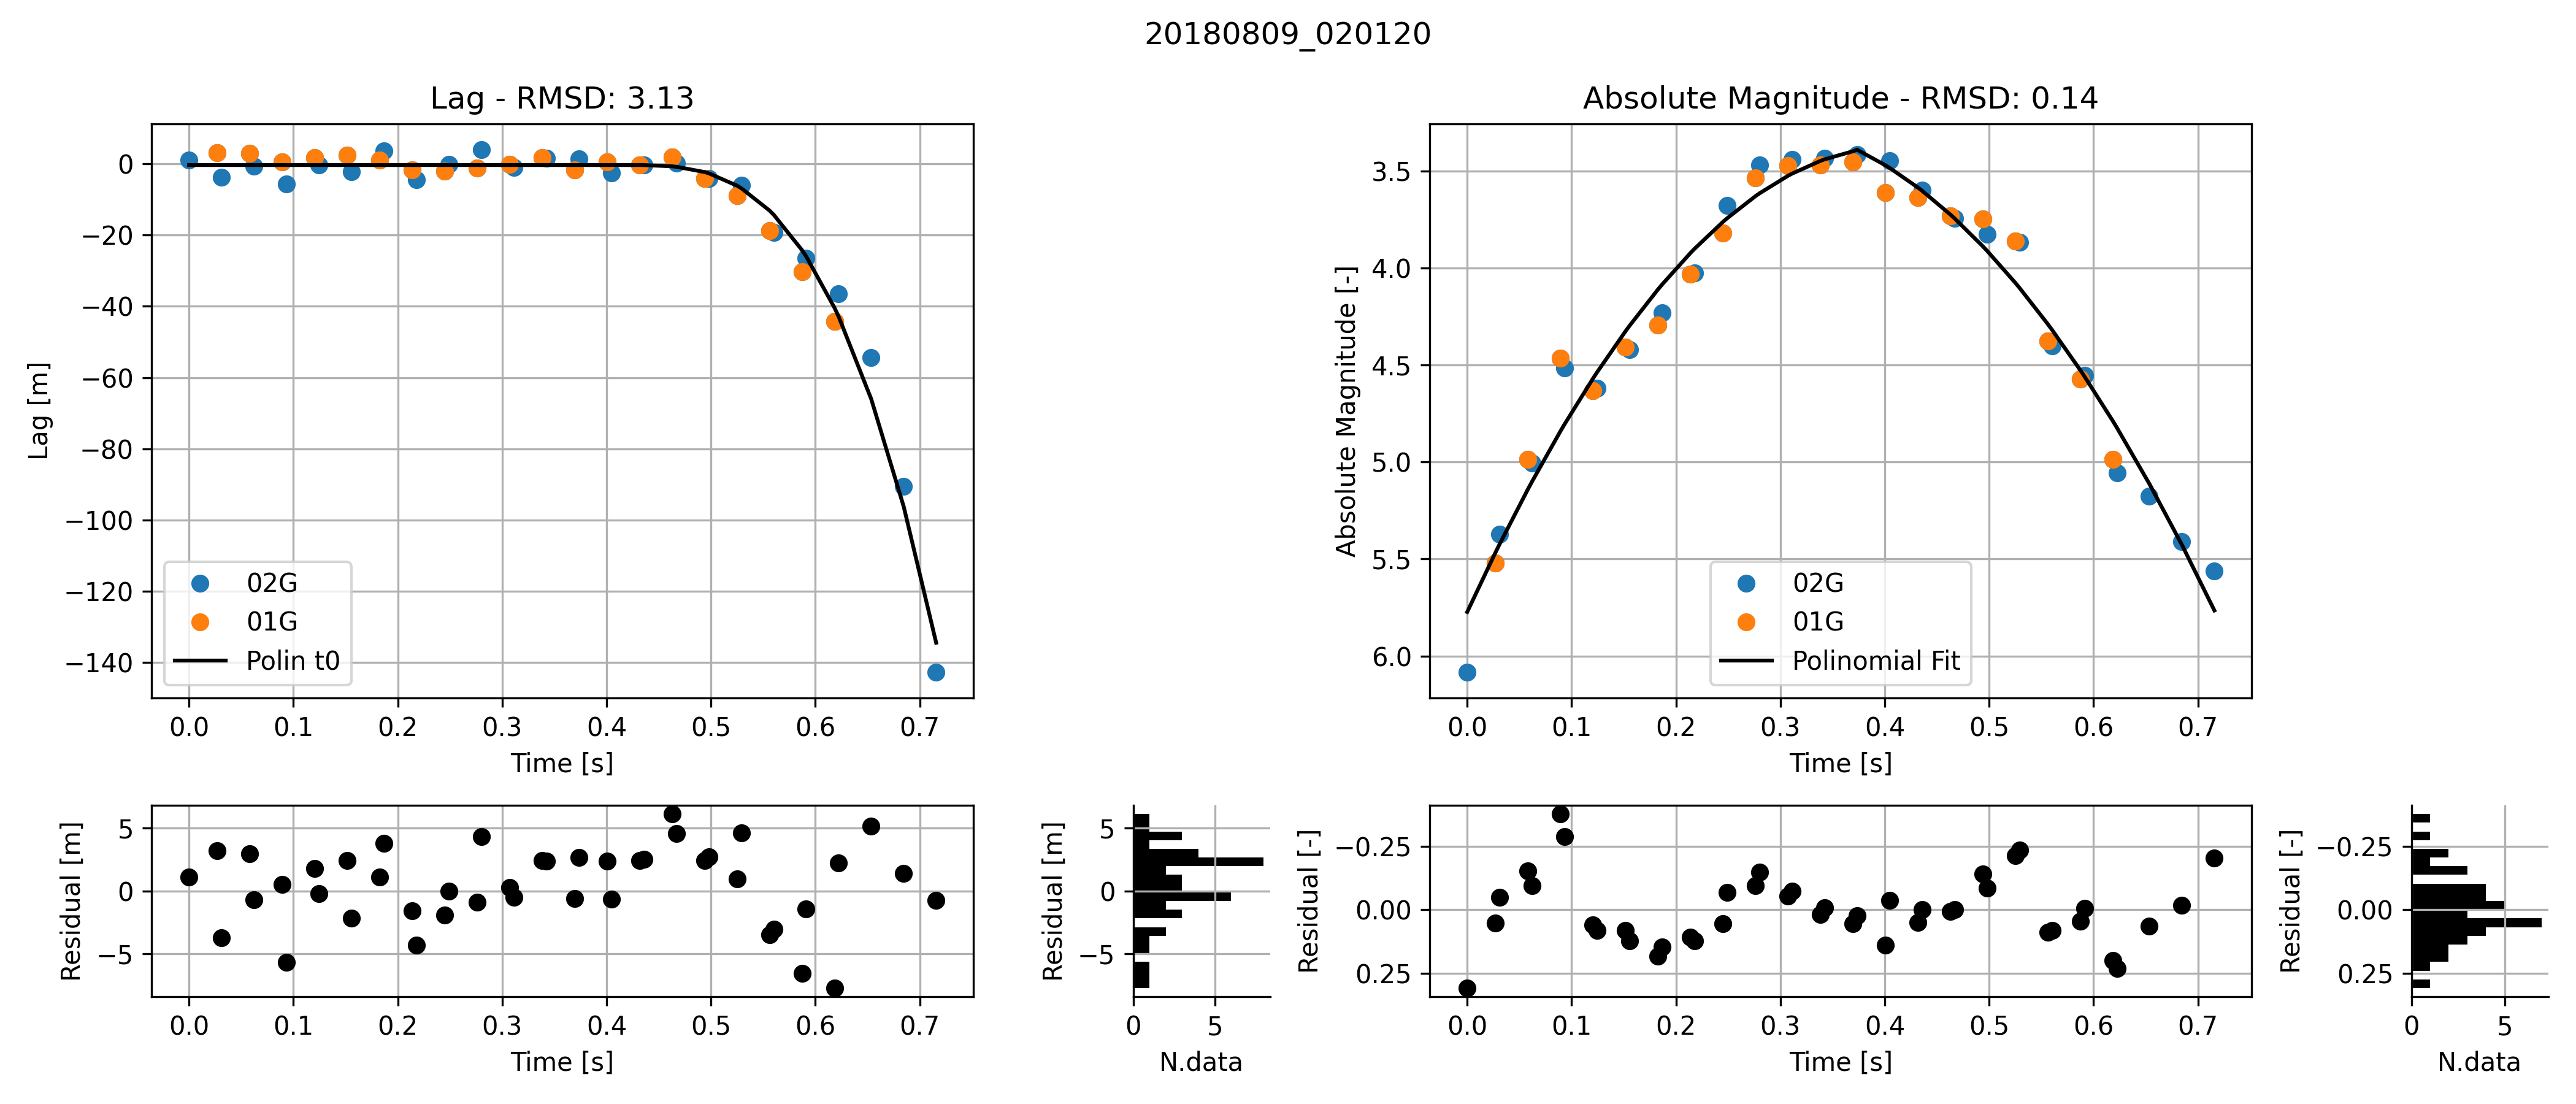 20180809_020120
Lag - RMSD: 3.13
Lag [m]
0
−20
−40
−60
−80
−100
−120
−140
02G
01G
Polin t0
0.0 0.1 0.2 0.3 0.4 0.5 0.6 0.7
Time [s]
Absolute Magnitude - RMSD: 0.14
Absolute Magnitude [-]
3.5
4.0
4.5
5.0
5.5
6.0
02G
01G
Polinomial Fit
0.0 0.1 0.2 0.3 0.4 0.5 0.6 0.7
Time [s]
Residual [m]
5
0
−5
0.0 0.1 0.2 0.3 0.4 0.5 0.6 0.7
Time [s]
Residual [m]
5
0
−5
0 5
N.data
Residual [-]
−0.25
0.00
0.25
0.0 0.1 0.2 0.3 0.4 0.5 0.6 0.7
Time [s]
Residual [-]
−0.25
0.00
0.25
0 5
N.data